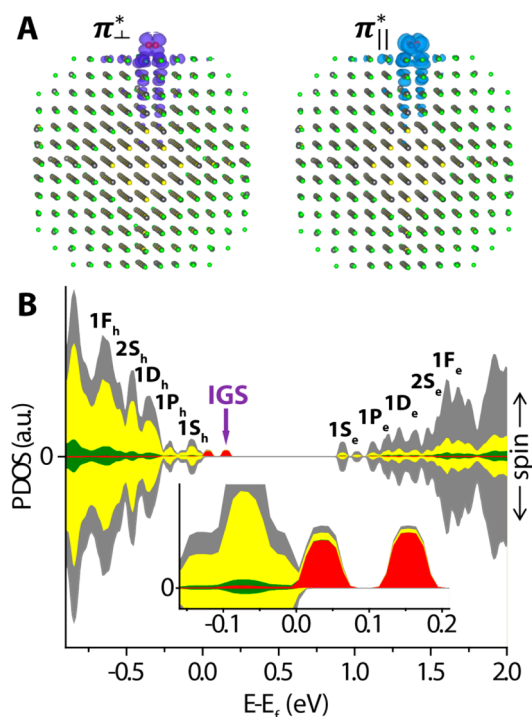 A
π*⊥
π*||
B
1Fh
2Sh
1Dh
1Ph
1Sh
IGS
1Se
1Pe
1De
2Se
1Fe
PDOS (a.u.)
0
← spin →
0
-0.1 0.0 0.1 0.2
-0.5 0.0 0.5 1.0 1.5 2.0
E-Ef (eV)